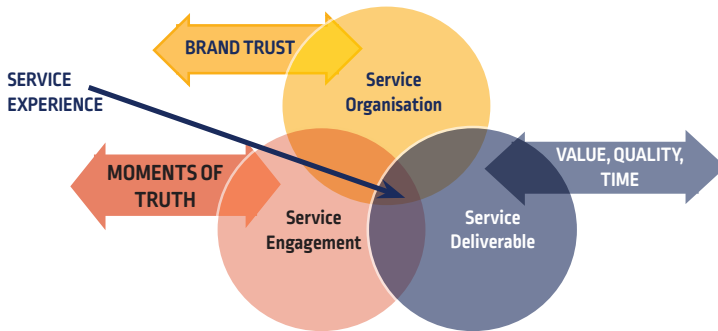 BRAND TRUST
Service
Organisation
SERVICE
EXPERIENCE
MOMENTS OF
TRUTH
VALUE, QUALITY,
TIME
Service
Engagement
Service
Deliverable